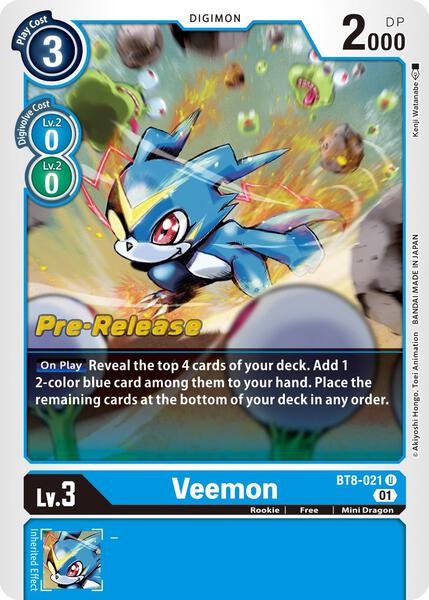 DIGIMON
Play Cost
3
2000
DP
Digivolve Cost
Lv.2
0
Lv.2
0
Kenji Watanabe
©Akiyoshi Hongo, Toei Animation BANDAI MADE IN JAPAN
Pre-Release
On Play Reveal the top 4 cards of your deck. Add 1
2-color blue card among them to your hand. Place the
remaining cards at the bottom of your deck in any order.
Lv.3
Veemon
BT8-021 U
01
Rookie | Free | Mini Dragon
Inherited Effect
–